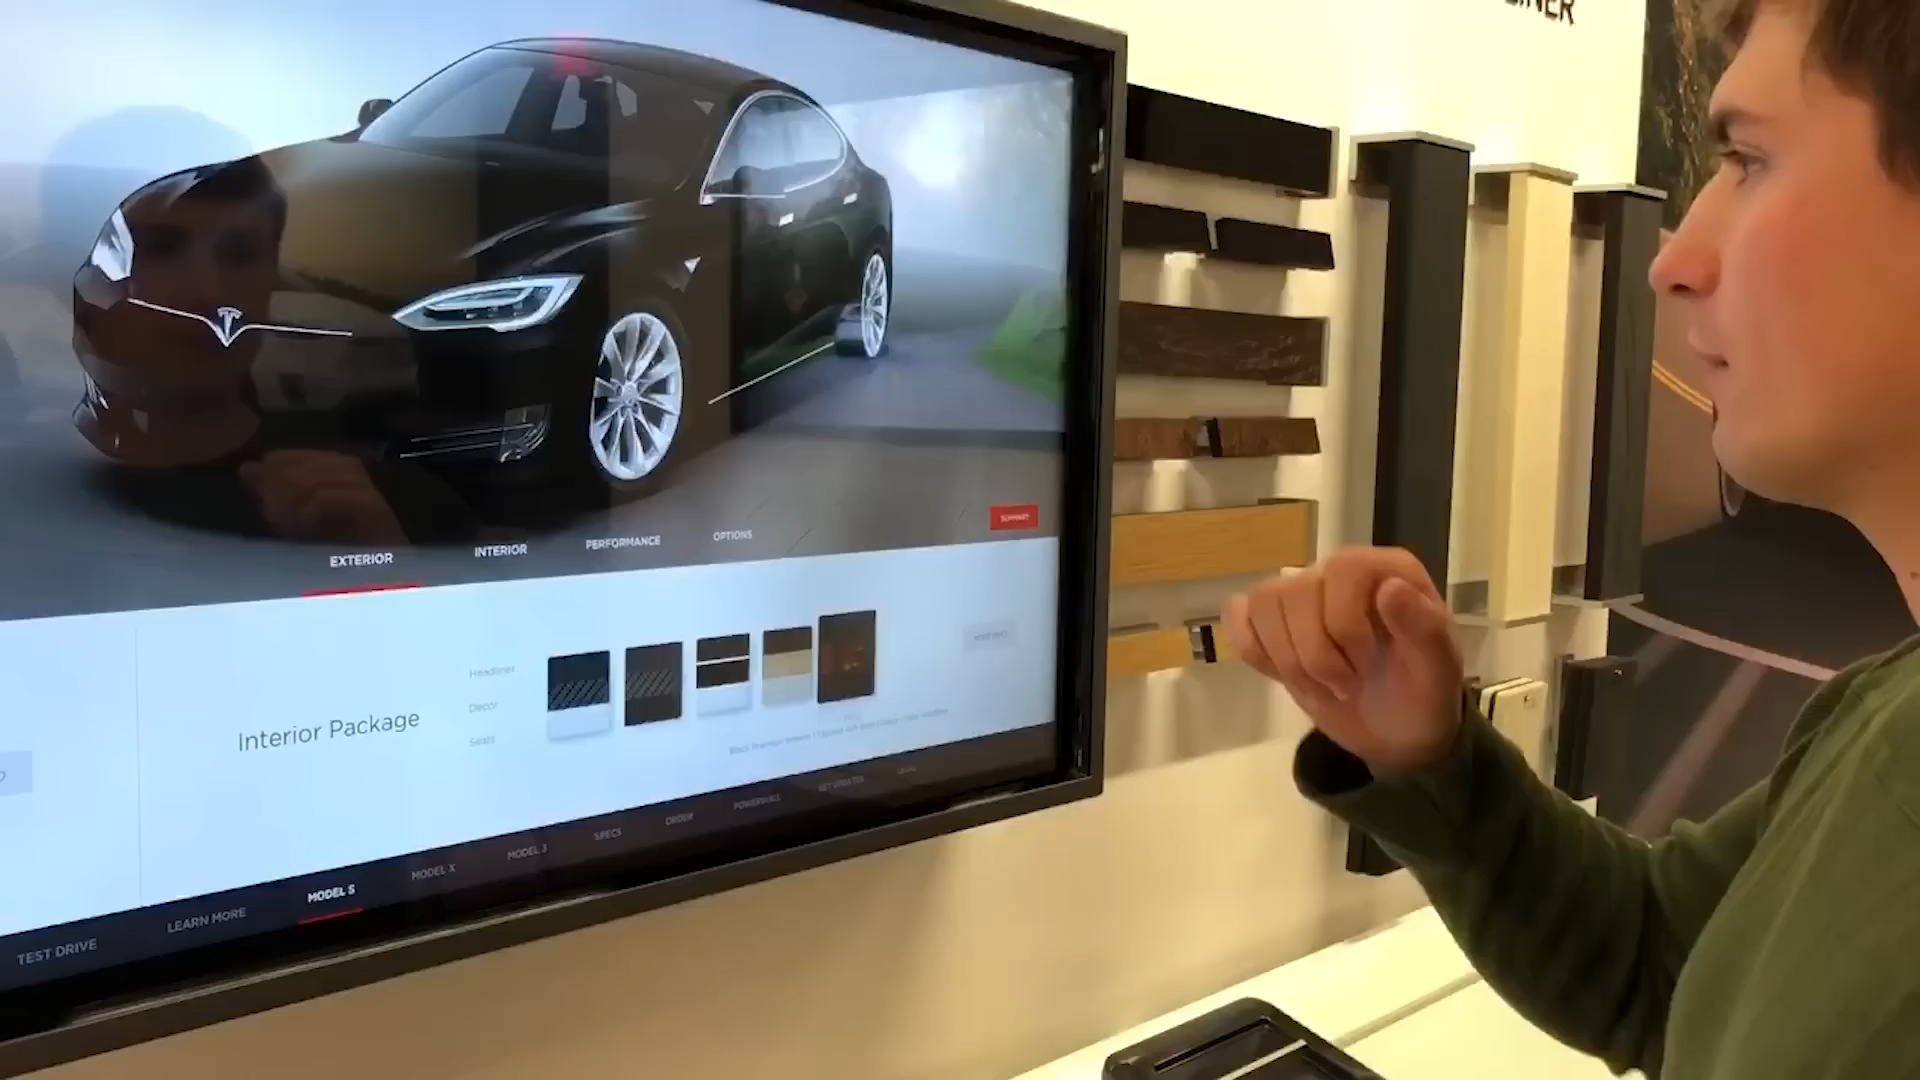 EXTERIOR
INTERIOR
PERFORMANCE
OPTIONS
SUMMARY
Interior Package
Headliner
Decor
Seats
TEST DRIVE
LEARN MORE
MODEL S
MODEL X
MODEL 3
SPECS
ORDER
POWERWALL
GET UPDATES
LEGAL